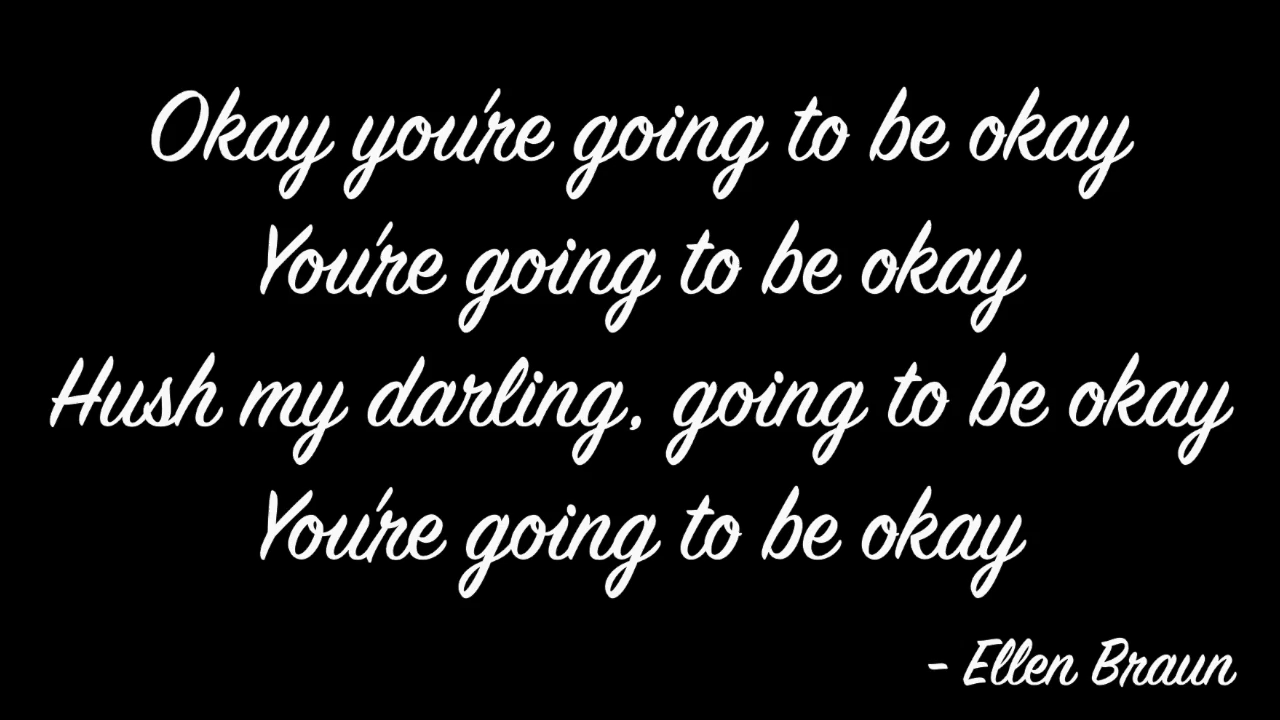 Okay you're going to be okay
You're going to be okay
Hush my darling, going to be okay
You're going to be okay
- Ellen Braun